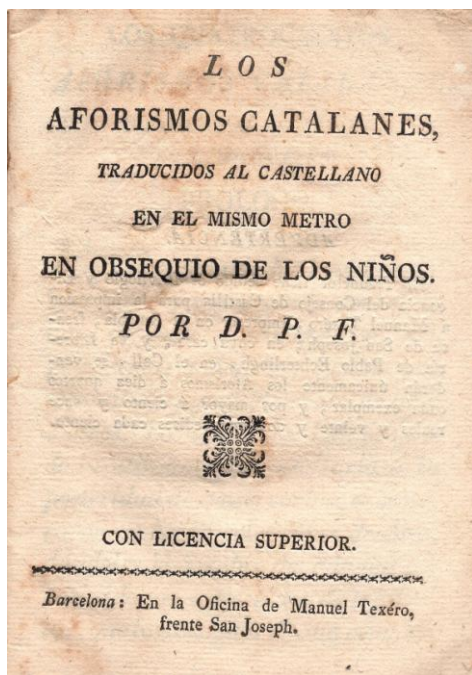 LOS
AFORISMOS CATALANES,
TRADUCIDOS AL CASTELLANO
EN EL MISMO METRO
EN OBSEQUIO DE LOS NIÑOS.
POR D. P. F.
CON LICENCIA SUPERIOR.
Barcelona: En la Oficina de Manuel Texéro,
frente San Joseph.